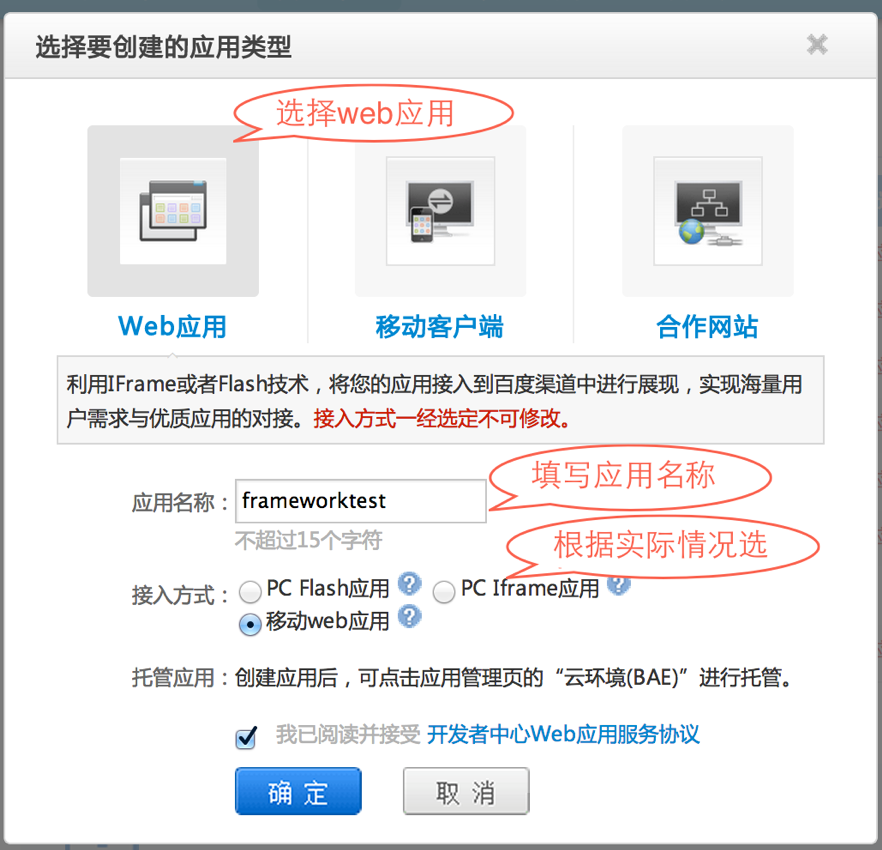 选择要创建的应用类型
选择web应用
Web应用
移动客户端
合作网站
利用IFrame或者Flash技术，将您的应用接入到百度渠道中进行展现，实现海量用
户需求与优质应用的对接。接入方式一经选定不可修改。
填写应用名称
应用名称：frameworktest
不超过15个字符
根据实际情况选
接入方式： PC Flash应用 ? PC Iframe应用 ?
移动web应用 ?
托管应用：创建应用后，可点击应用管理页的“云环境(BAE)”进行托管。
我已阅读并接受 开发者中心Web应用服务协议
确 定 取 消